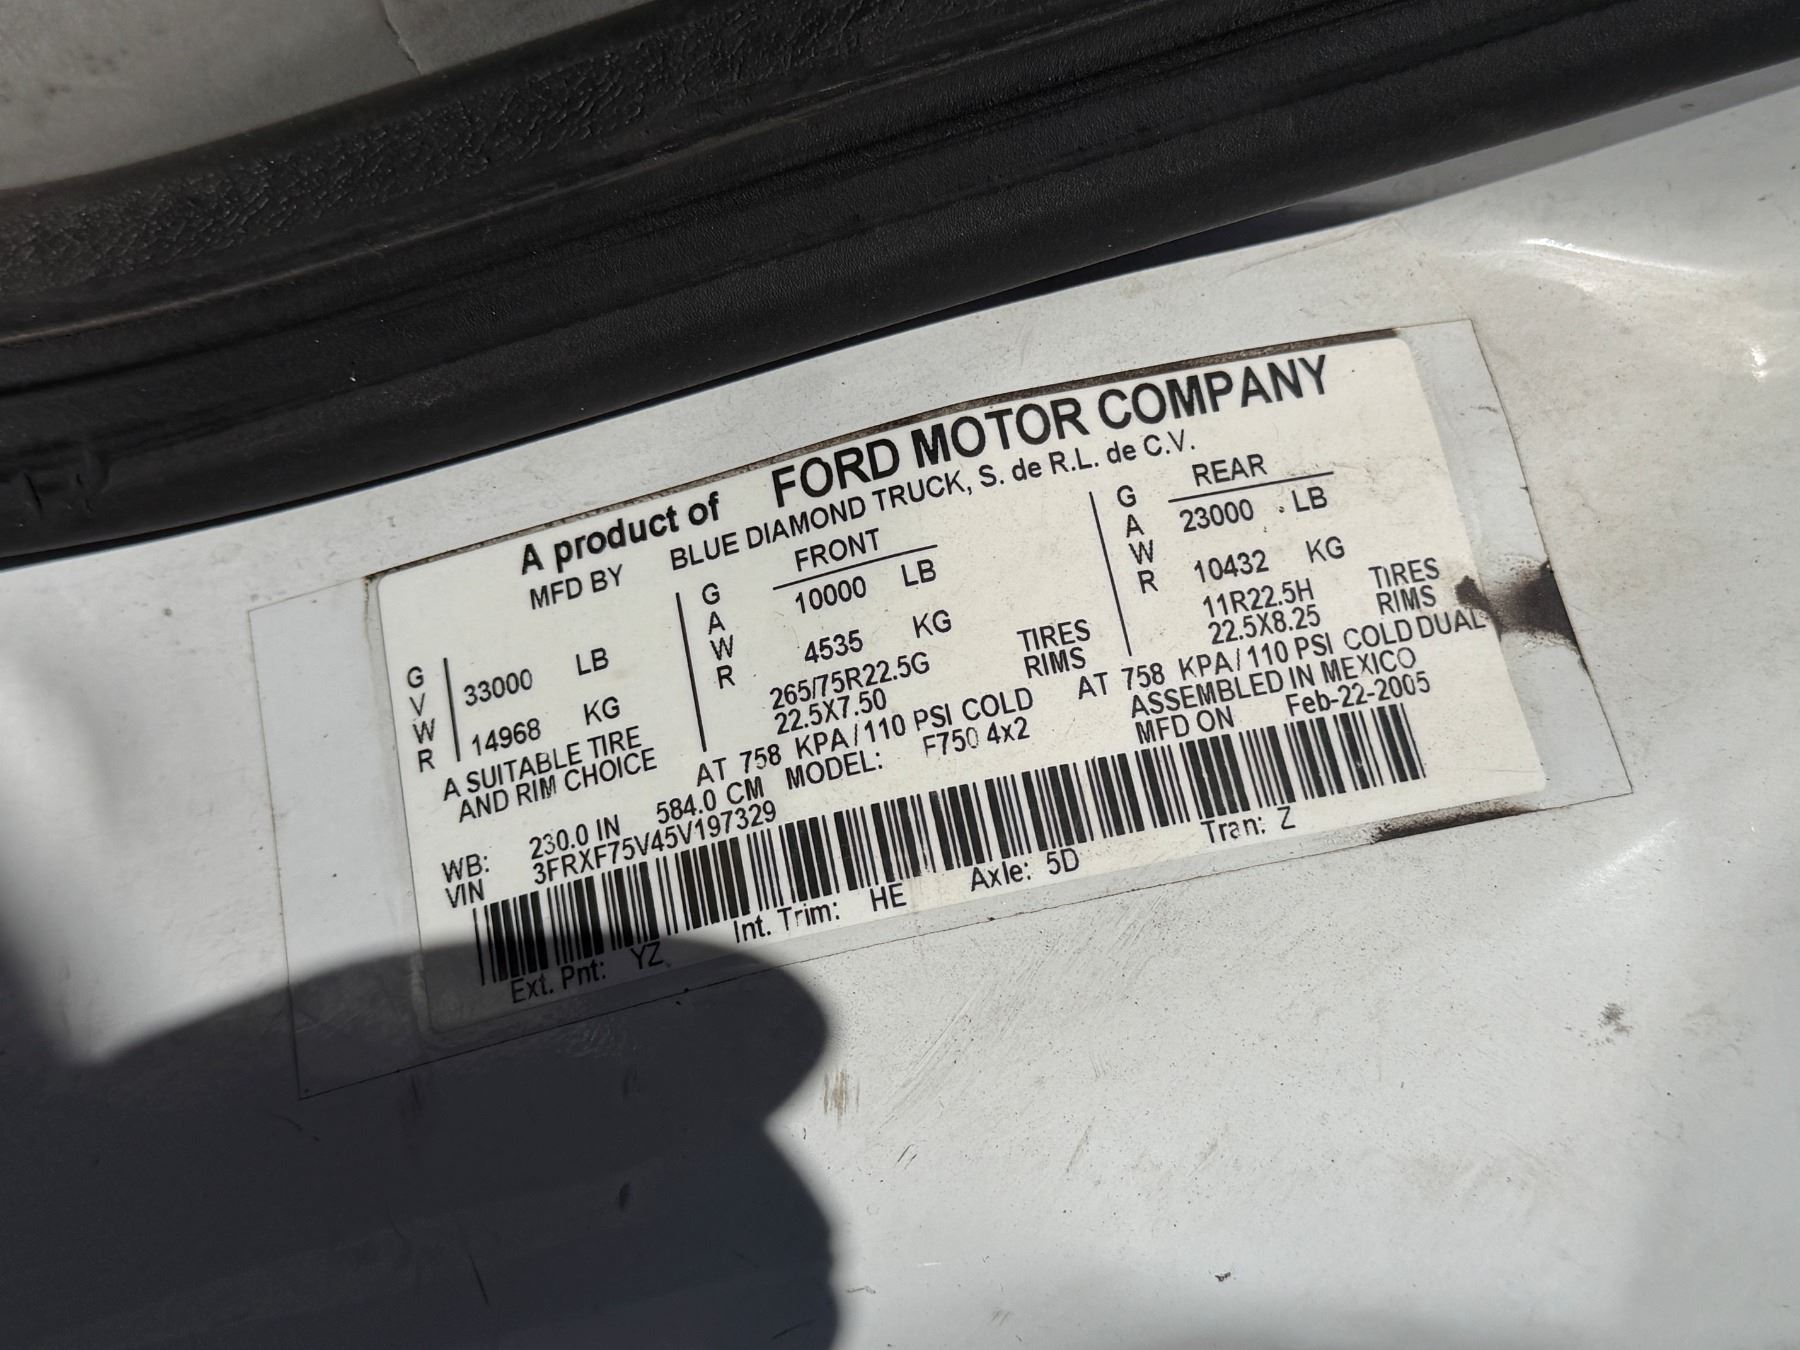 A product of FORD MOTOR COMPANY
MFD BY BLUE DIAMOND TRUCK, S. de R.L. de C.V.
GVWR
33000 LB
14968 KG
A SUITABLE TIRE
AND RIM CHOICE
GAWR
FRONT
10000 LB
4535 KG
265/75R22.5G TIRES
22.5X7.50 RIMS
AT 758 KPA/110 PSI COLD
GAWR
REAR
23000 LB
10432 KG
11R22.5H TIRES
22.5X8.25 RIMS
AT 758 KPA/110 PSI COLD DUAL
WB: 230.0 IN 584.0 CM MODEL: F750 4x2 ASSEMBLED IN MEXICO
VIN 3FRXF75V45V197329 MFD ON Feb-22-2005
Ext. Pnt: YZ Int. Trim: HE Axle: 5D Tran: Z